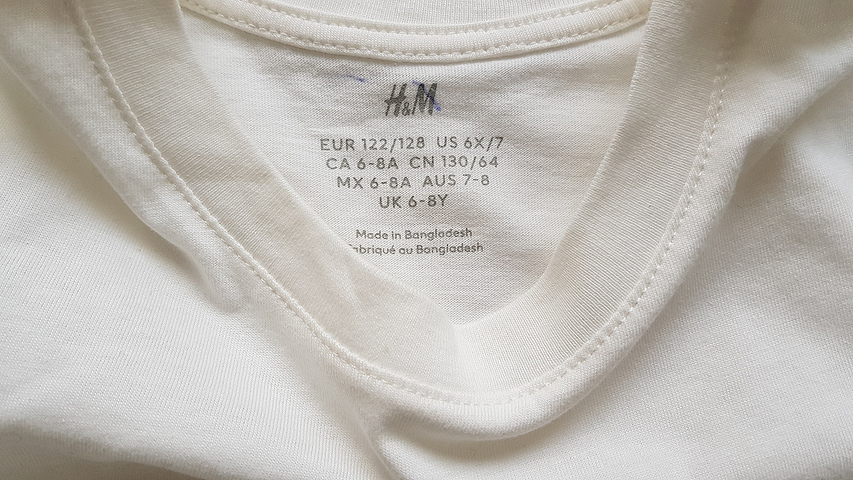 H&M
EUR 122/128 US 6X/7
CA 6-8A CN 130/64
MX 6-8A AUS 7-8
UK 6-8Y
Made in Bangladesh
abriqué au Bangladesh